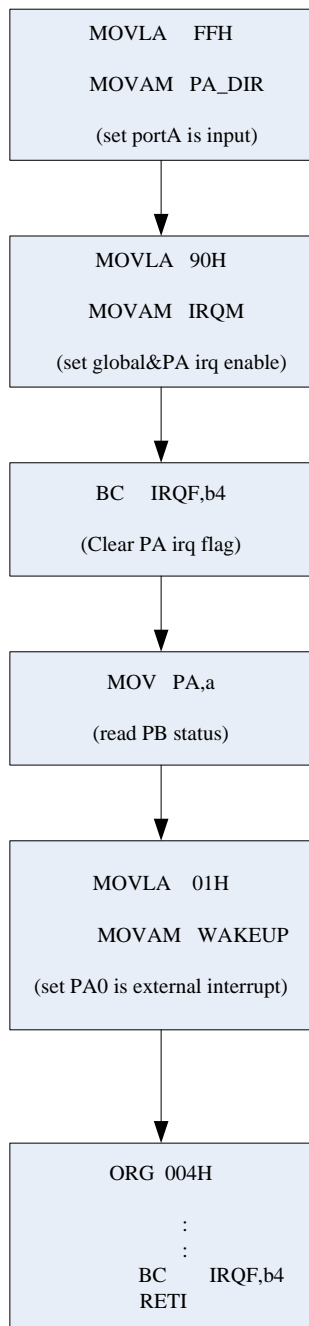 MOVLA FFH
MOVAM PA_DIR
(set portA is input)
MOVLA 90H
MOVAM IRQM
(set global&PA irq enable)
BC IRQF,b4
(Clear PA irq flag)
MOV PA,a
(read PB status)
MOVLA 01H
MOVAM WAKEUP
(set PA0 is external interrupt)
ORG 004H
:
:
BC IRQF,b4
RETI